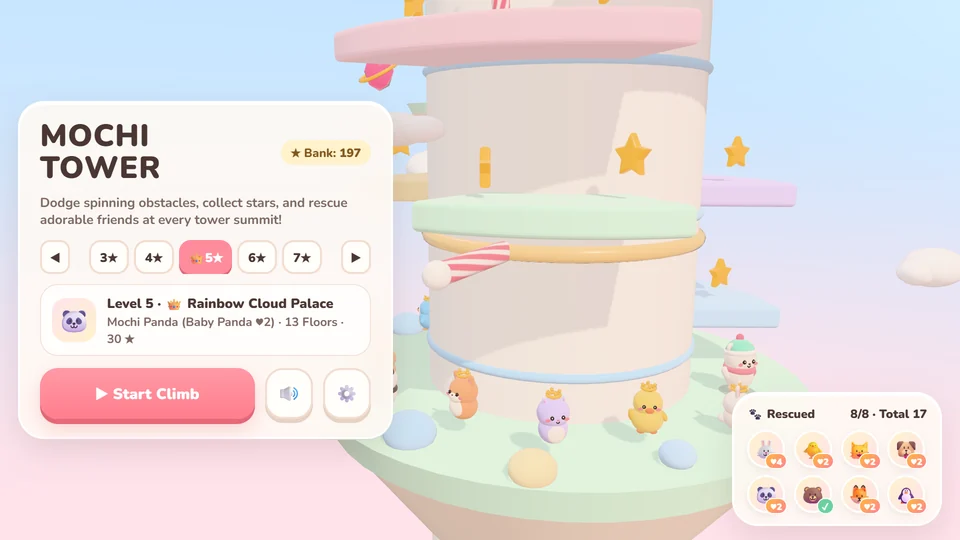 MOCHI
TOWER
★ Bank: 197
Dodge spinning obstacles, collect stars, and rescue
adorable friends at every tower summit!
◀ 3★ 4★ 5★ 6★ 7★ ▶
Level 5 · Rainbow Cloud Palace
Mochi Panda (Baby Panda ♥2) · 13 Floors ·
30 ★
▶ Start Climb
Rescued 8/8 · Total 17
♥4 ♥2 ♥2 ♥2
♥2 ✓ ♥2 ♥2